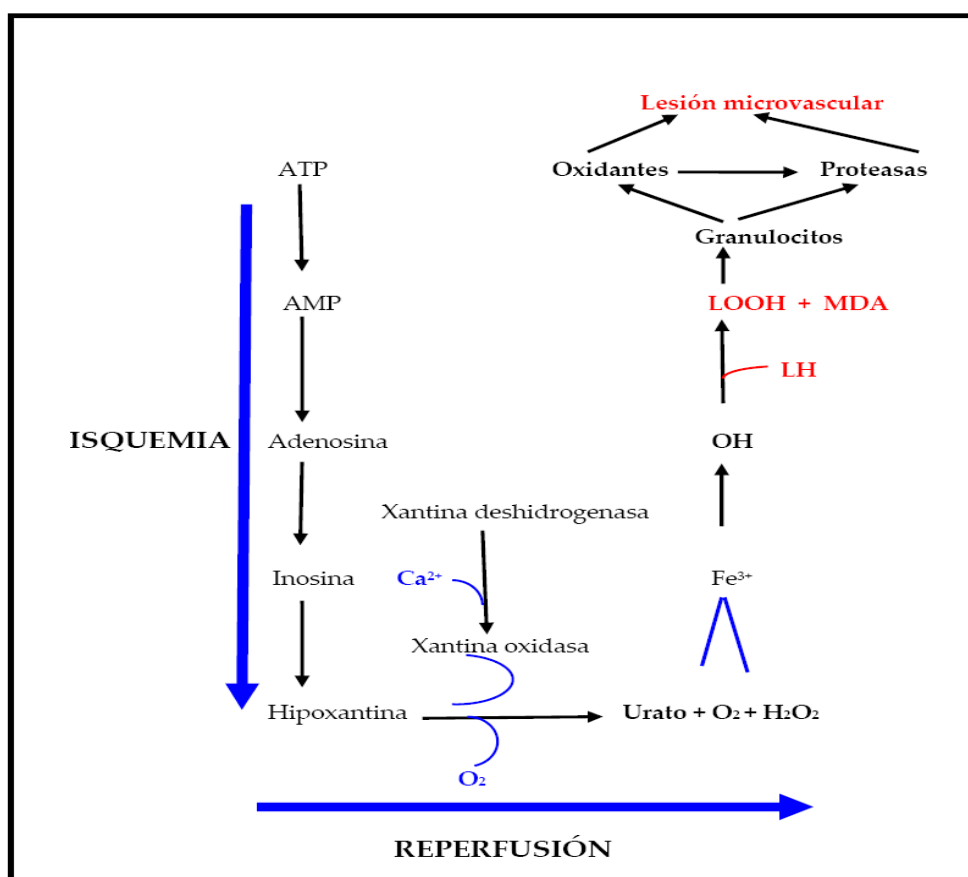 Lesión microvascular
ATP
Oxidantes
Proteasas
Granulocitos
AMP
LOOH + MDA
LH
ISQUEMIA
Adenosina
OH
Xantina deshidrogenasa
Inosina
Ca²⁺
Fe³⁺
Xantina oxidasa
Hipoxantina
Urato + O₂ + H₂O₂
O₂
REPERFUSIÓN